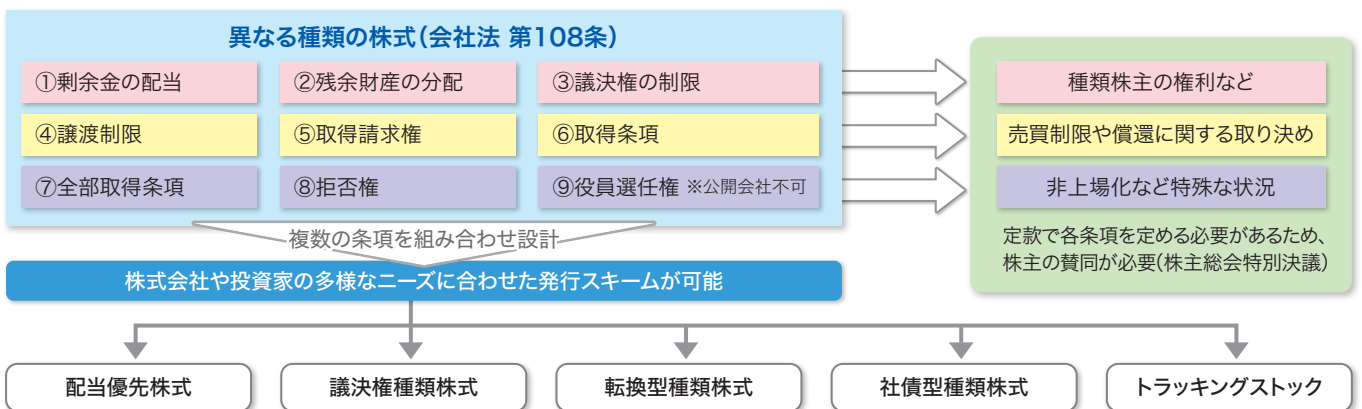 異なる種類の株式（会社法 第108条）
①剰余金の配当
②残余財産の分配
③議決権の制限
④譲渡制限
⑤取得請求権
⑥取得条項
⑦全部取得条項
⑧拒否権
⑨役員選任権 ※公開会社不可
種類株主の権利など
売買制限や償還に関する取り決め
非上場化など特殊な状況
定款で各条項を定める必要があるため、
株主の賛同が必要（株主総会特別決議）
複数の条項を組み合わせ設計
株式会社や投資家の多様なニーズに合わせた発行スキームが可能
配当優先株式
議決権種類株式
転換型種類株式
社債型種類株式
トラッキングストック